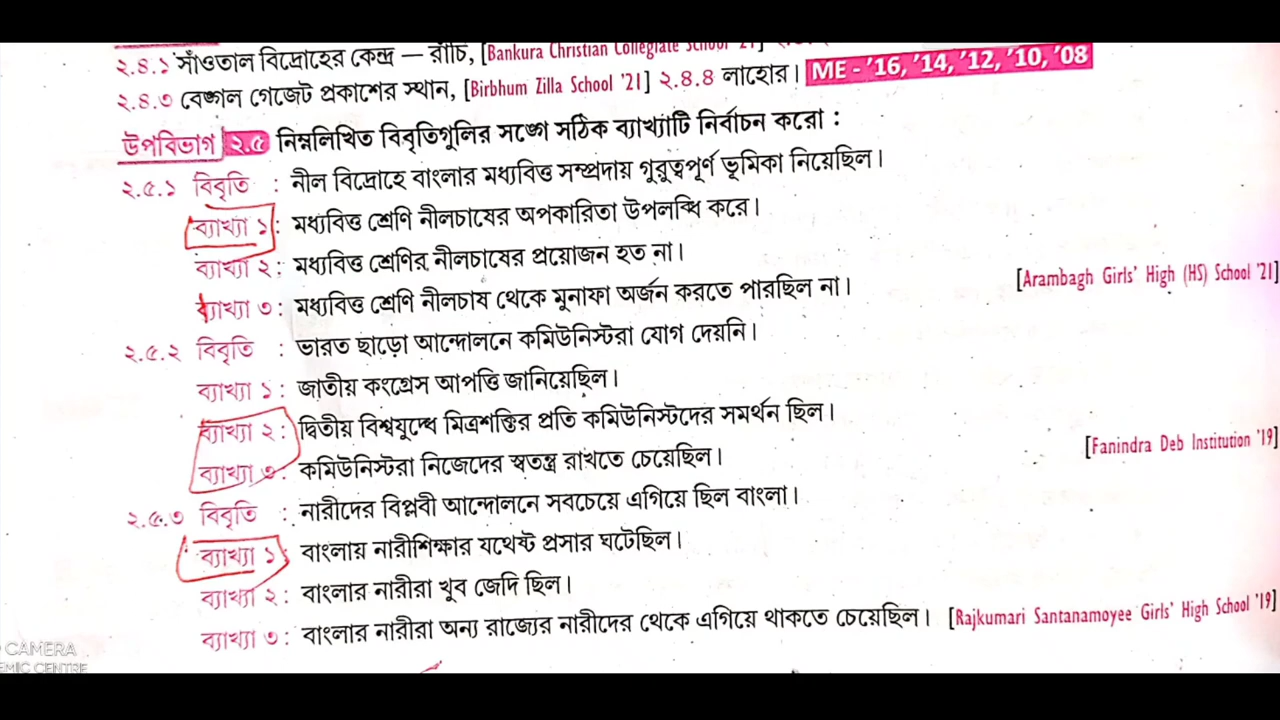 ২.৪.১ সাঁওতাল বিদ্রোহের কেন্দ্র — রাঁচি, [Bankura Christian Collegiate School '21]
২.৪.৩ বেঙ্গল গেজেট প্রকাশের স্থান, [Birbhum Zilla School '21] ২.৪.৪ লাহোর। ME - '16, '14, '12, '10, '08
উপবিভাগ ২.৫ নিম্নলিখিত বিবৃতিগুলির সঙ্গে সঠিক ব্যাখ্যাটি নির্বাচন করো :
২.৫.১ বিবৃতি : নীল বিদ্রোহে বাংলার মধ্যবিত্ত সম্প্রদায় গুরুত্বপূর্ণ ভূমিকা নিয়েছিল।
ব্যাখ্যা ১ : মধ্যবিত্ত শ্রেণি নীলচাষের অপকারিতা উপলব্ধি করে।
ব্যাখ্যা ২ : মধ্যবিত্ত শ্রেণির নীলচাষের প্রয়োজন হত না।
ব্যাখ্যা ৩ : মধ্যবিত্ত শ্রেণি নীলচাষ থেকে মুনাফা অর্জন করতে পারছিল না। [Arambagh Girls' High (HS) School '21]
২.৫.২ বিবৃতি : ভারত ছাড়ো আন্দোলনে কমিউনিস্টরা যোগ দেয়নি।
ব্যাখ্যা ১ : জাতীয় কংগ্রেস আপত্তি জানিয়েছিল।
ব্যাখ্যা ২ : দ্বিতীয় বিশ্বযুদ্ধে মিত্রশক্তির প্রতি কমিউনিস্টদের সমর্থন ছিল।
ব্যাখ্যা ৩ : কমিউনিস্টরা নিজেদের স্বতন্ত্র রাখতে চেয়েছিল। [Fanindra Deb Institution '19]
২.৫.৩ বিবৃতি : নারীদের বিপ্লবী আন্দোলনে সবচেয়ে এগিয়ে ছিল বাংলা।
ব্যাখ্যা ১ : বাংলায় নারীশিক্ষার যথেষ্ট প্রসার ঘটেছিল।
ব্যাখ্যা ২ : বাংলার নারীরা খুব জেদি ছিল।
ব্যাখ্যা ৩ : বাংলার নারীরা অন্য রাজ্যের নারীদের থেকে এগিয়ে থাকতে চেয়েছিল। [Rajkumari Santanamoyee Girls' High School '19]
CAMERA
EMIC CENTRE